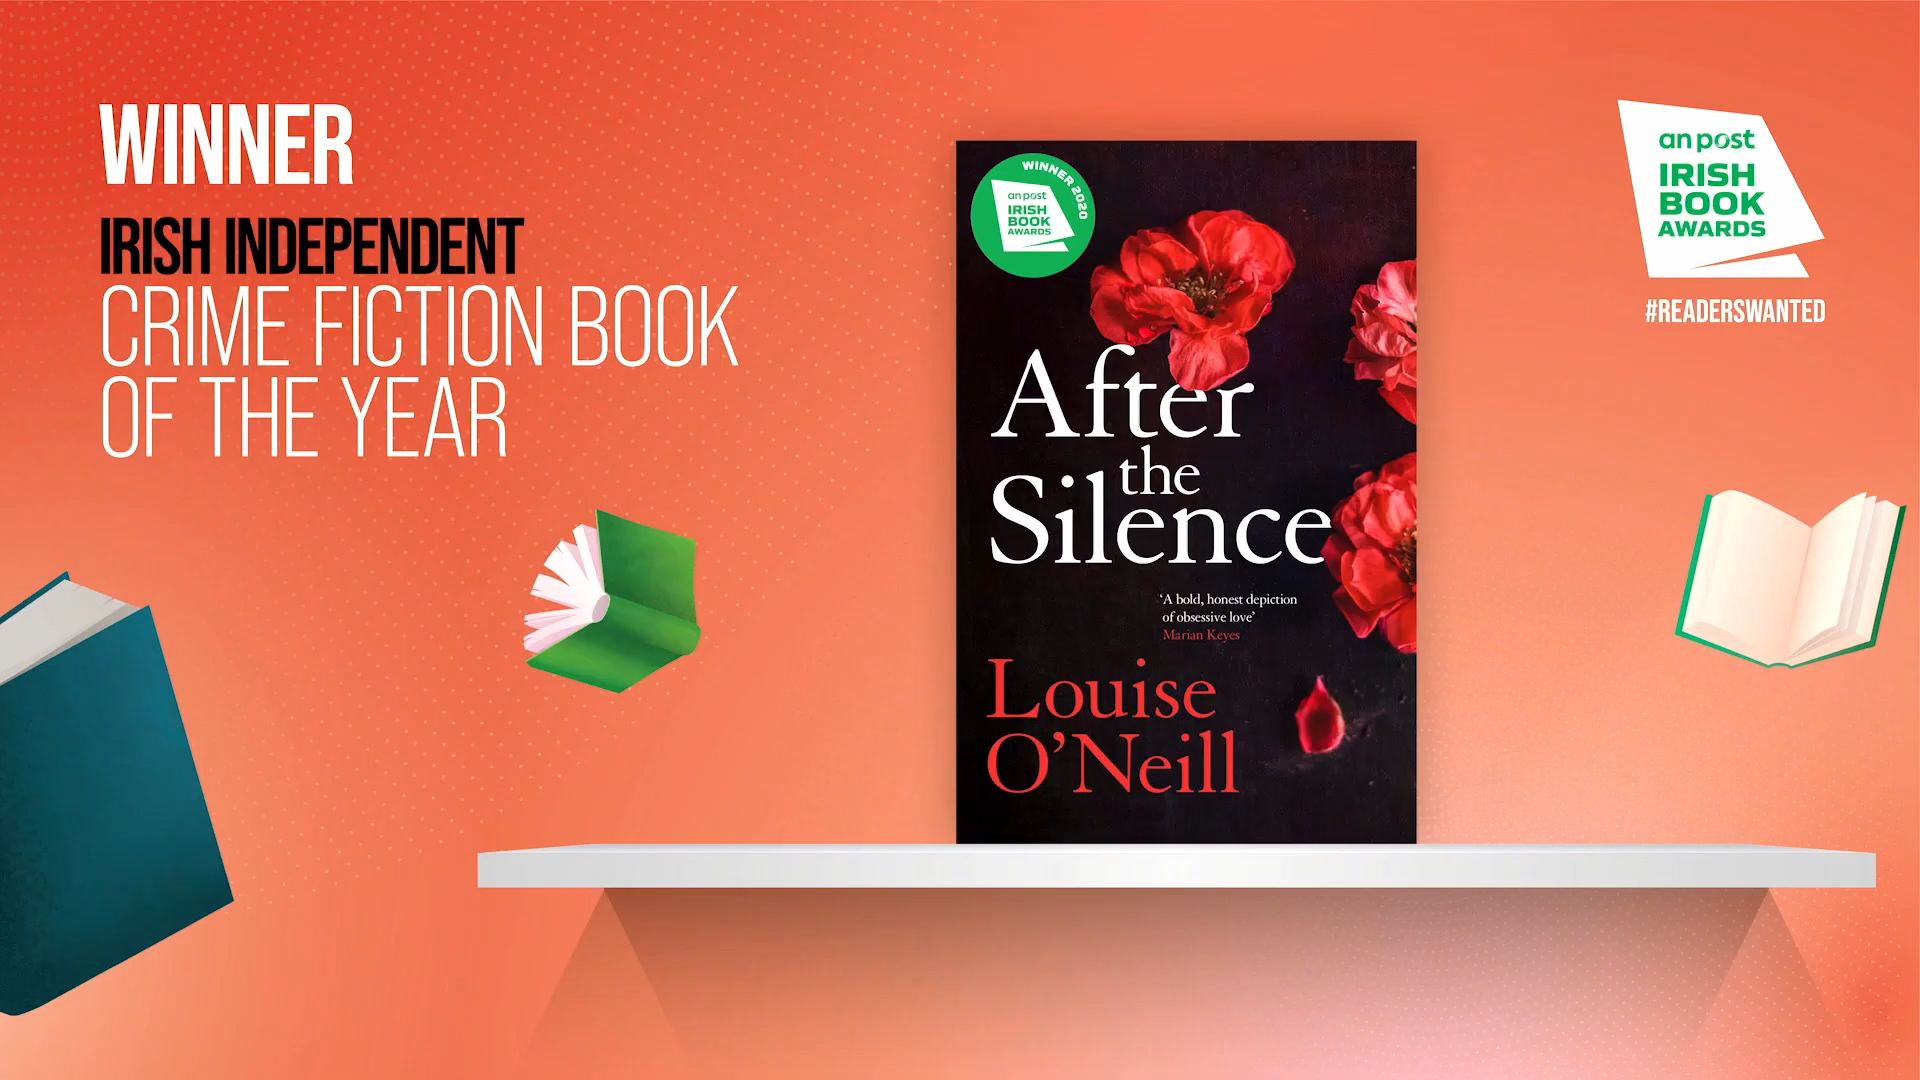 WINNER
IRISH INDEPENDENT
CRIME FICTION BOOK
OF THE YEAR
WINNER 2020
an post
IRISH
BOOK
AWARDS
After
the
Silence
‘A bold, honest depiction
of obsessive love’
Marian Keyes
Louise
O’Neill
an post
IRISH
BOOK
AWARDS
#READERSWANTED